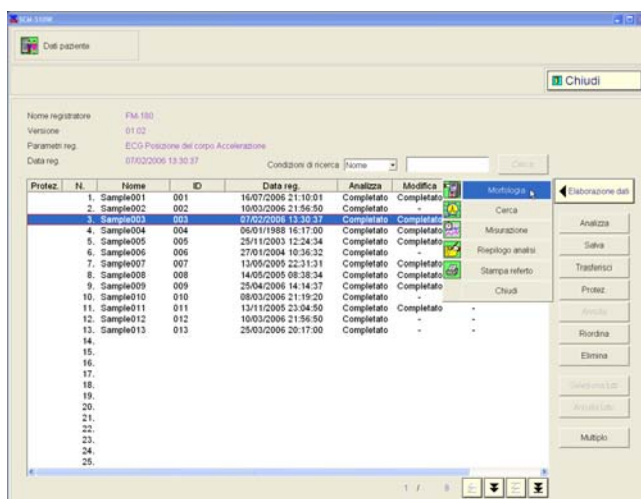 SCM-510W
Dati paziente
Chiudi
Nome registratore FM-180
Versione 01.02
Parametri reg. ECG Posizione del corpo Accelerazione
Data reg. 07/02/2006 13:30:37
Condizioni di ricerca Nome Cerca
Protez. N. Nome ID Data reg. Analizza Modifica
1. Sample001 001 16/07/2006 21:10:01 Completato Completato
2. Sample002 002 10/03/2006 21:56:50 Completato -
3. Sample003 003 07/02/2006 13:30:37 Completato Completato
4. Sample004 004 06/01/1988 16:17:00 Completato Completato
5. Sample005 005 25/11/2003 12:24:34 Completato Completato
6. Sample006 006 27/01/2004 10:36:32 Completato -
7. Sample007 007 13/05/2005 22:31:31 Completato Completato
8. Sample008 008 14/05/2005 08:38:34 Completato Completato
9. Sample009 009 25/04/2006 14:14:37 Completato Completato
10. Sample010 010 08/03/2006 21:19:20 Completato -
11. Sample011 011 13/11/2005 23:04:50 Completato Completato -
12. Sample012 012 10/03/2006 21:56:50 Completato - -
13. Sample013 013 25/03/2006 20:17:00 Completato - -
14.
15.
16.
17.
18.
19.
20.
21.
22.
23.
24.
25.
Morfologia
Cerca
Misurazione
Riepilogo analisi
Stampa referto
Chiudi
Elaborazione dati
Analizza
Salva
Trasferisci
Protez.
Annulla
Riordina
Elimina
Seleziona tutti
Annulla tutti
Multiplo
1 /